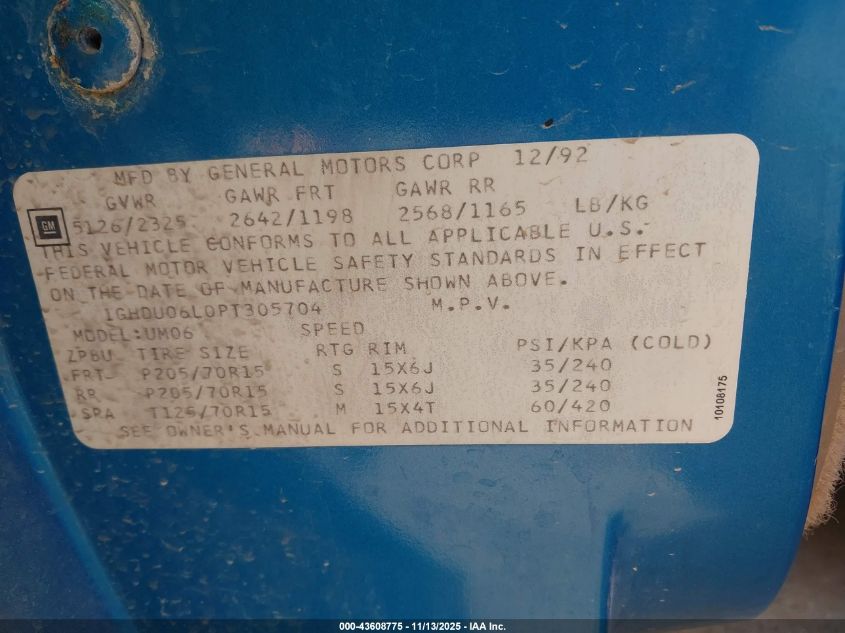 MFD BY GENERAL MOTORS CORP 12/92
GVWR GAWR FRT GAWR RR
GM 5126/2325 2642/1198 2568/1165 LB/KG
THIS VEHICLE CONFORMS TO ALL APPLICABLE U.S.
FEDERAL MOTOR VEHICLE SAFETY STANDARDS IN EFFECT
ON THE DATE OF MANUFACTURE SHOWN ABOVE.
1GHDU06L0PT305704 M.P.V.
MODEL:UM06 SPEED
ZPBU TIRE SIZE RTG RIM PSI/KPA (COLD)
FRT- P205/70R15 S 15X6J 35/240
RR P205/70R15 S 15X6J 35/240
SPA T125/70R15 M 15X4T 60/420
SEE OWNER'S MANUAL FOR ADDITIONAL INFORMATION
10108175
000-43608775 - 11/13/2025 - IAA Inc.